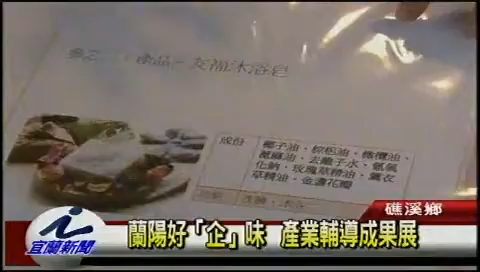 產品-友福沐浴皂
成份
椰子油、棕梠油、橄欖油、
蓖麻油、去離子水、氫氧
化鈉、玫瑰草精油、薰衣
草精油、金盞花瓣
礁溪鄉
蘭陽好「企」味 產業輔導成果展
宜蘭新聞